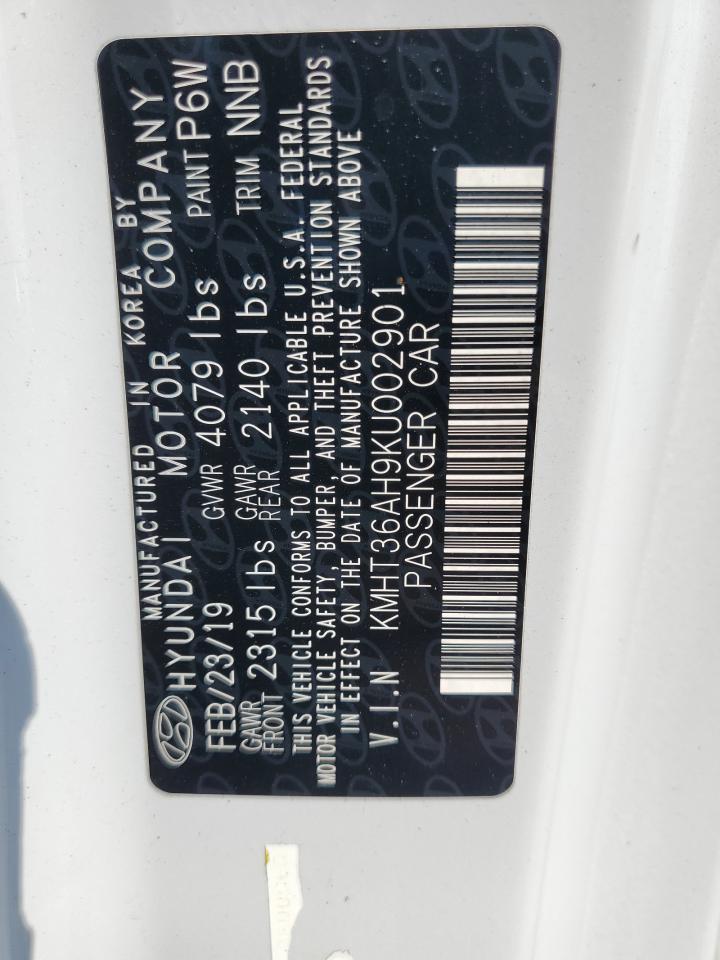 MANUFACTURED IN KOREA BY
HYUNDAI MOTOR COMPANY
FEB/23/19 GVWR 4079 lbs PAINT P6W
GAWR FRONT 2315 lbs GAWR REAR 2140 lbs TRIM NNB
THIS VEHICLE CONFORMS TO ALL APPLICABLE U.S.A. FEDERAL
MOTOR VEHICLE SAFETY, BUMPER, AND THEFT PREVENTION STANDARDS
IN EFFECT ON THE DATE OF MANUFACTURE SHOWN ABOVE
V.I.N KMHT36AH9KU002901
PASSENGER CAR